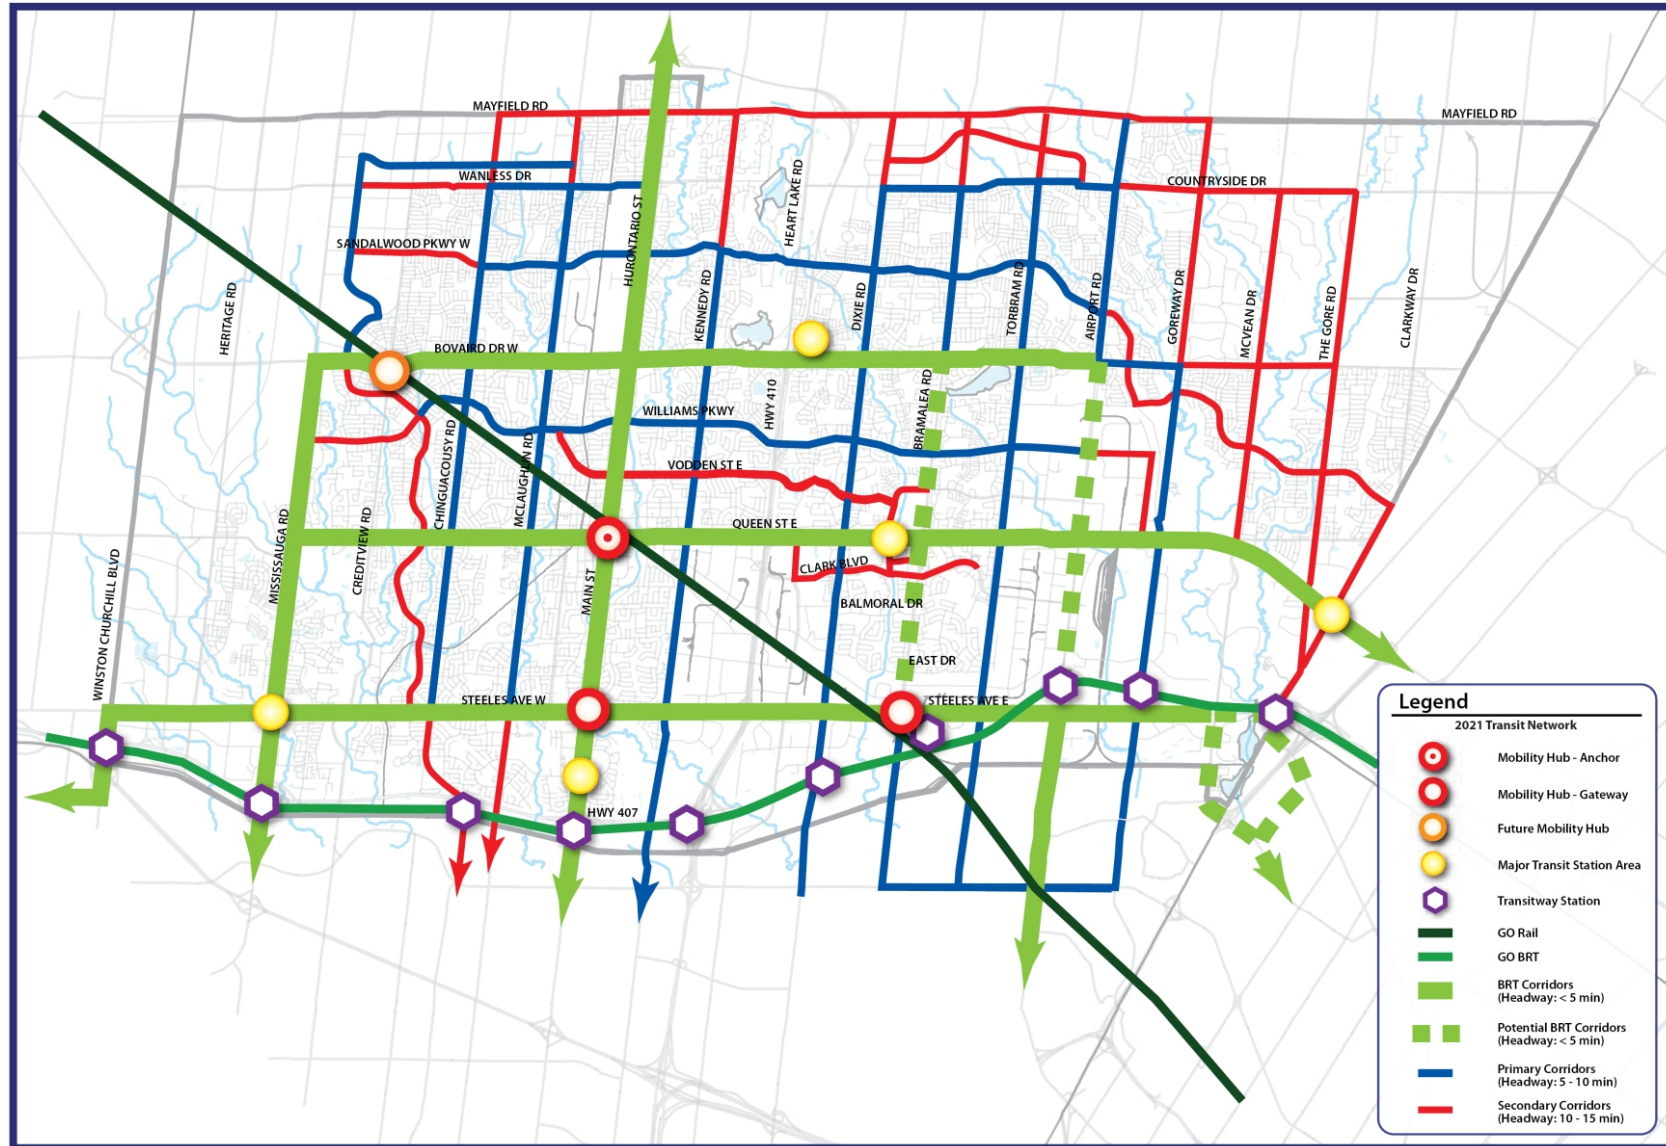 MAYFIELD RD
MAYFIELD RD
WANLESS DR
COUNTRYSIDE DR
SANDALWOOD PKWY W
HURONTARIO ST
HEART LAKE RD
HERITAGE RD
KENNEDY RD
DIXIE RD
TORBRAM RD
AIRPORT RD
GOREWAY DR
MCVEAN DR
THE GORE RD
CLARKWAY DR
BOVAIRD DR W
WILLIAMS PKWY
HWY 410
BRAMALEA RD
CHINGUACOUSY RD
MCLAUGHLIN RD
VODDEN ST E
QUEEN ST E
MISSISSAUGA RD
CREDITVIEW RD
WINSTON CHURCHILL BLVD
MAIN ST
CLARK BLVD
BALMORAL DR
EAST DR
STEELES AVE W
STEELES AVE E
HWY 407
Legend
2021 Transit Network
Mobility Hub - Anchor
Mobility Hub - Gateway
Future Mobility Hub
Major Transit Station Area
Transitway Station
GO Rail
GO BRT
BRT Corridors
(Headway: < 5 min)
Potential BRT Corridors
(Headway: < 5 min)
Primary Corridors
(Headway: 5 - 10 min)
Secondary Corridors
(Headway: 10 - 15 min)